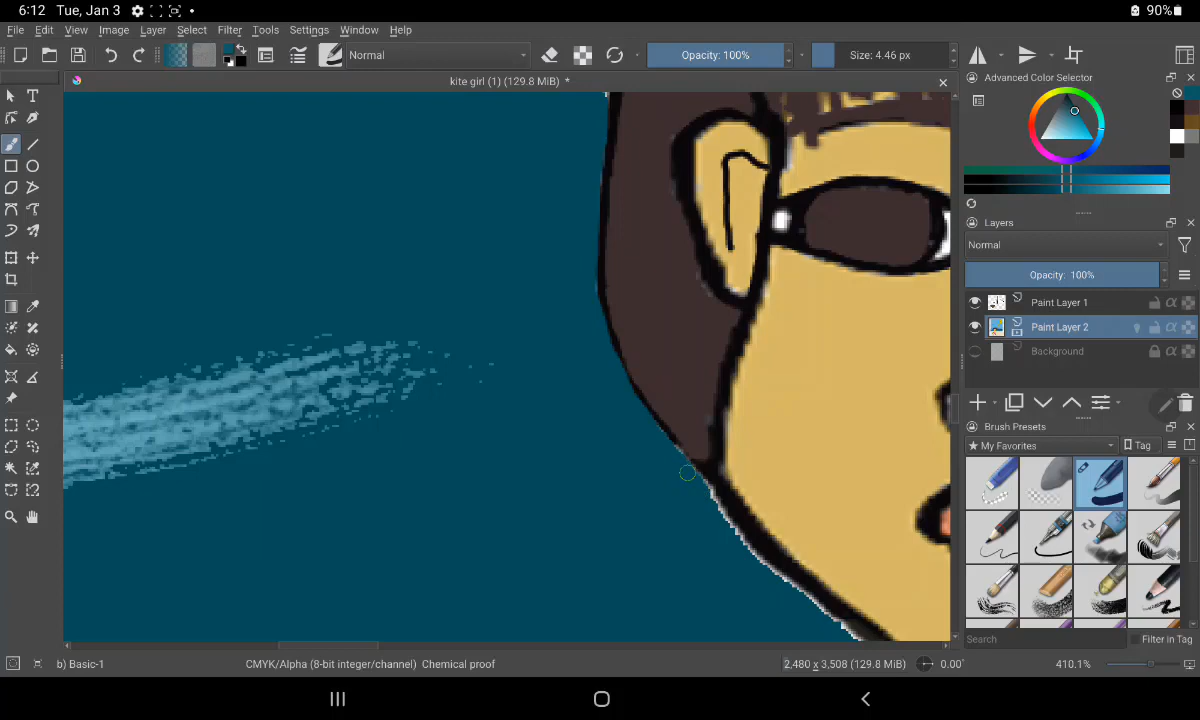 6:12 Tue, Jan 3
90%
File Edit View Image Layer Select Filter Tools Settings Window Help
Normal
Opacity: 100%
Size: 4.46 px
kite girl (1) (129.8 MiB) *
Advanced Color Selector
Layers
Normal
Opacity: 100%
Paint Layer 1
Paint Layer 2
Background
Brush Presets
My Favorites
Tag
Search
Filter in Tag
b) Basic-1
CMYK/Alpha (8-bit integer/channel) Chemical proof
2,480 x 3,508 (129.8 MiB)
0.00°
410.1%